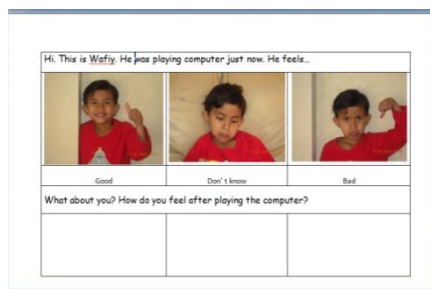 Hi. This is Wafiy. He was playing computer just now. He feels…
Good
Don't know
Bad
What about you? How do you feel after playing the computer?